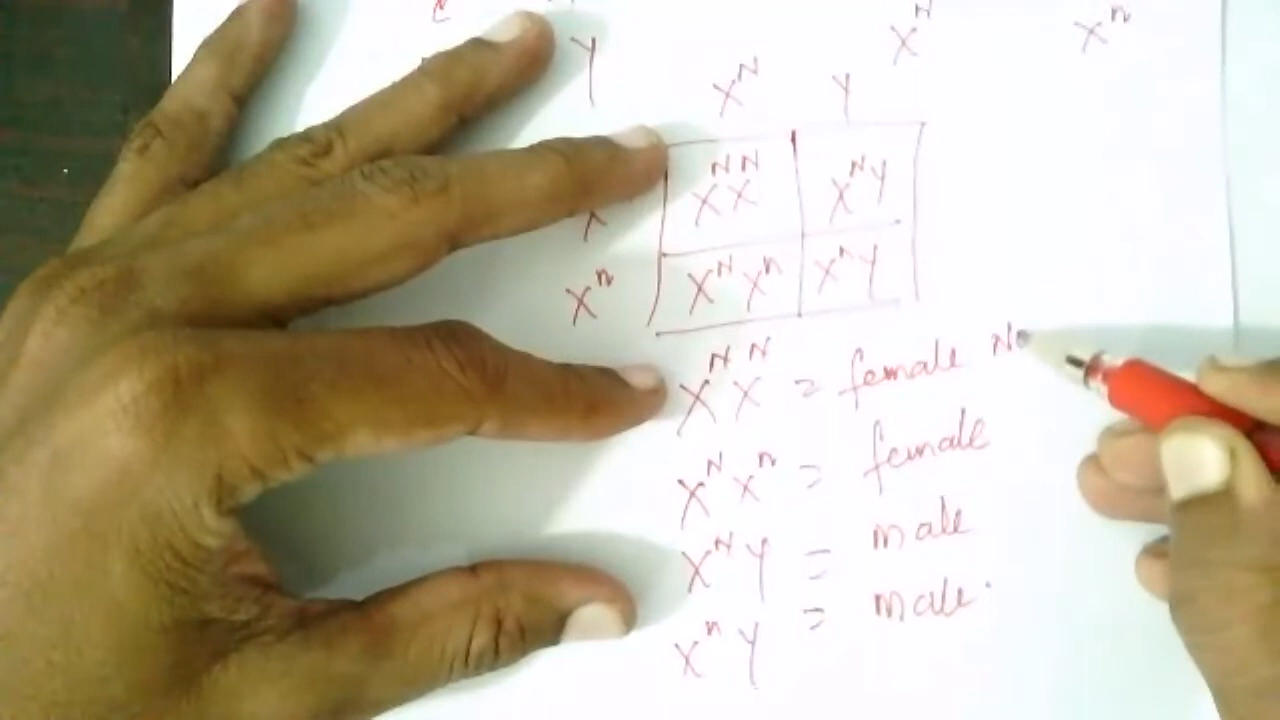 Y X^N X^n
X^N Y
X^N X^N X^N Y
X
X^n X^N X^n X^n Y
X^N X^N = female No
X^N X^n = female
X^N Y = male
X^n Y = male.